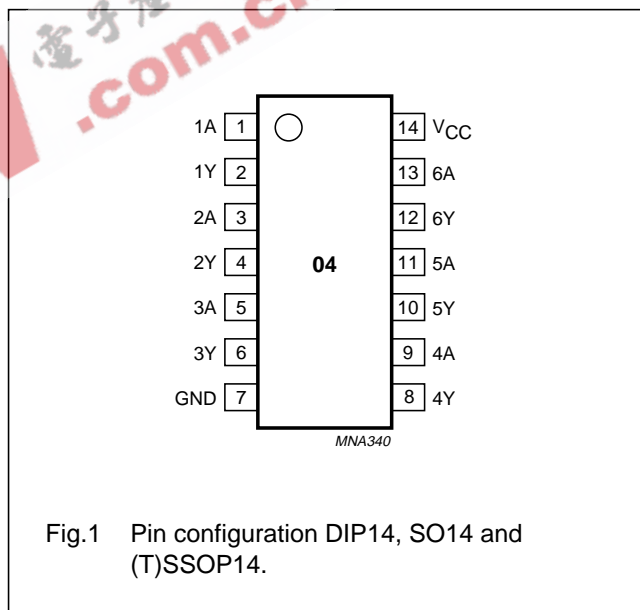 .com.c
1A 1 14 VCC
1Y 2 13 6A
2A 3 12 6Y
2Y 4 04 11 5A
3A 5 10 5Y
3Y 6 9 4A
GND 7 8 4Y
MNA340
Fig.1 Pin configuration DIP14, SO14 and
(T)SSOP14.